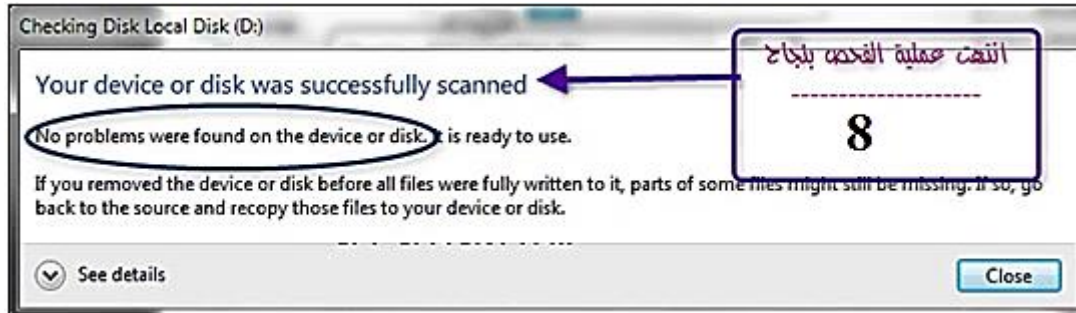 Checking Disk Local Disk (D:)
انتهت عملية الفحص بنجاح
--------------------
8
Your device or disk was successfully scanned
No problems were found on the device or disk. It is ready to use.
If you removed the device or disk before all files were fully written to it, parts of some files might still be missing. If so, go
back to the source and recopy those files to your device or disk.
See details
Close